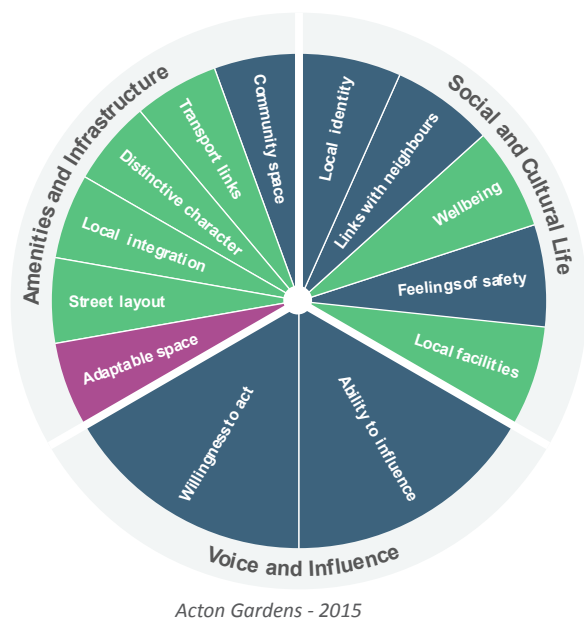 Amenities and Infrastructure
Social and Cultural Life
Voice and Influence
Community space
Transport links
Distinctive character
Local integration
Street layout
Adaptable space
Local identity
Links with neighbours
Wellbeing
Feelings of safety
Local facilities
Willingness to act
Ability to influence
Acton Gardens - 2015